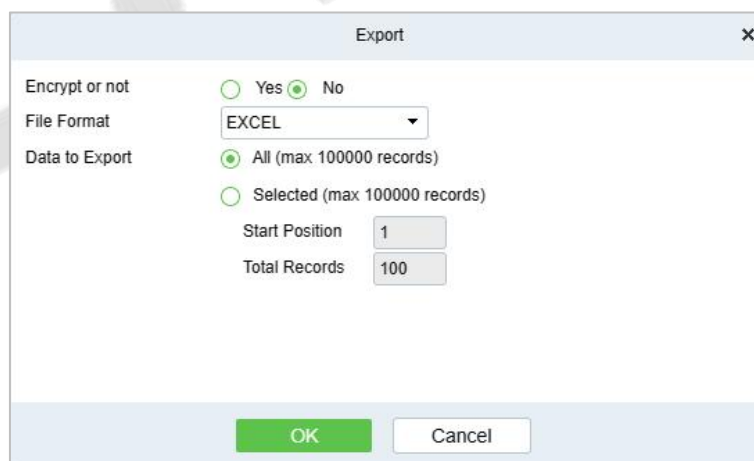 Export
Encrypt or not Yes No
File Format EXCEL
Data to Export All (max 100000 records)
Selected (max 100000 records)
Start Position 1
Total Records 100
OK Cancel